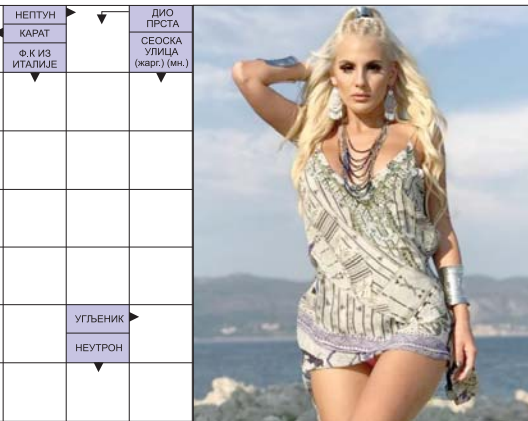 НЕПТУН
КАРАТ
Ф.К ИЗ
ИТАЛИЈЕ
ДИО
ПРСТА
СЕОСКА
УЛИЦА
(жарг.) (мн.)
УГЉЕНИК
НЕУТРОН